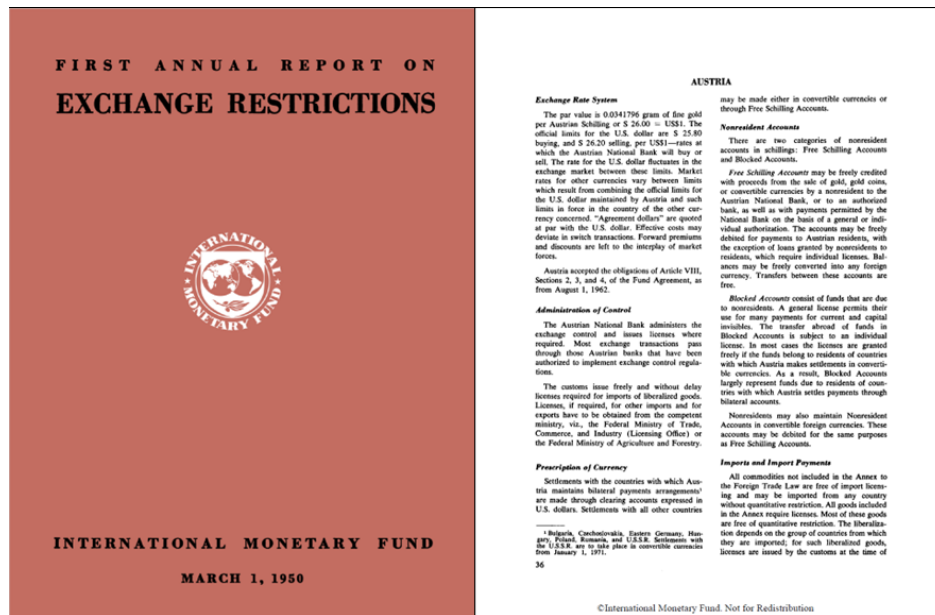 FIRST ANNUAL REPORT ON
EXCHANGE RESTRICTIONS
INTERNATIONAL
MONETARY FUND
INTERNATIONAL MONETARY FUND
MARCH 1, 1950
AUSTRIA
Exchange Rate System
The par value is 0.0341796 gram of fine gold
per Austrian Schilling or S 26.00 = US$1. The
official limits for the U.S. dollar are S 25.80
buying, and S 26.20 selling, per US$1—rates at
which the Austrian National Bank will buy or
sell. The rate for the U.S. dollar fluctuates in the
exchange market between these limits. Market
rates for other currencies vary between limits
which result from combining the official limits for
the U.S. dollar maintained by Austria and such
limits in force in the country of the other cur-
rency concerned. “Agreement dollars” are quoted
at par with the U.S. dollar. Effective costs may
deviate in switch transactions. Forward premiums
and discounts are left to the interplay of market
forces.
Austria accepted the obligations of Article VIII,
Sections 2, 3, and 4, of the Fund Agreement, as
from August 1, 1962.
Administration of Control
The Austrian National Bank administers the
exchange control and issues licenses where
required. Most exchange transactions pass
through those Austrian banks that have been
authorized to implement exchange control regula-
tions.
The customs issue freely and without delay
licenses required for imports of liberalized goods.
Licenses, if required, for other imports and for
exports have to be obtained from the competent
ministry, viz., the Federal Ministry of Trade,
Commerce, and Industry (Licensing Office) or
the Federal Ministry of Agriculture and Forestry.
Prescription of Currency
Settlements with the countries with which Aus-
tria maintains bilateral payments arrangements¹
are made through clearing accounts expressed in
U.S. dollars. Settlements with all other countries
¹ Bulgaria, Czechoslovakia, Eastern Germany, Hun-
gary, Poland, Rumania, and U.S.S.R. Settlements with
the U.S.S.R. are to take place in convertible currencies
from January 1, 1971.
36
may be made either in convertible currencies or
through Free Schilling Accounts.
Nonresident Accounts
There are two categories of nonresident
accounts in schillings: Free Schilling Accounts
and Blocked Accounts.
Free Schilling Accounts may be freely credited
with proceeds from the sale of gold, gold coins,
or convertible currencies by a nonresident to the
Austrian National Bank, or to an authorized
bank, as well as with payments permitted by the
National Bank on the basis of a general or indi-
vidual authorization. The accounts may be freely
debited for payments to Austrian residents, with
the exception of loans granted by nonresidents to
residents, which require individual licenses. Bal-
ances may be freely converted into any foreign
currency. Transfers between these accounts are
free.
Blocked Accounts consist of funds that are due
to nonresidents. A general license permits their
use for many payments for current and capital
invisibles. The transfer abroad of funds in
Blocked Accounts is subject to an individual
license. In most cases the licenses are granted
freely if the funds belong to residents of countries
with which Austria makes settlements in converti-
ble currencies. As a result, Blocked Accounts
largely represent funds due to residents of coun-
tries with which Austria settles payments through
bilateral accounts.
Nonresidents may also maintain Nonresident
Accounts in convertible foreign currencies. These
accounts may be debited for the same purposes
as Free Schilling Accounts.
Imports and Import Payments
All commodities not included in the Annex to
the Foreign Trade Law are free of import licens-
ing and may be imported from any country
without quantitative restriction. All goods included
in the Annex require licenses. Most of these goods
are free of quantitative restriction. The liberaliza-
tion depends on the group of countries from which
they are imported; for such liberalized goods,
licenses are issued by the customs at the time of
©International Monetary Fund. Not for Redistribution